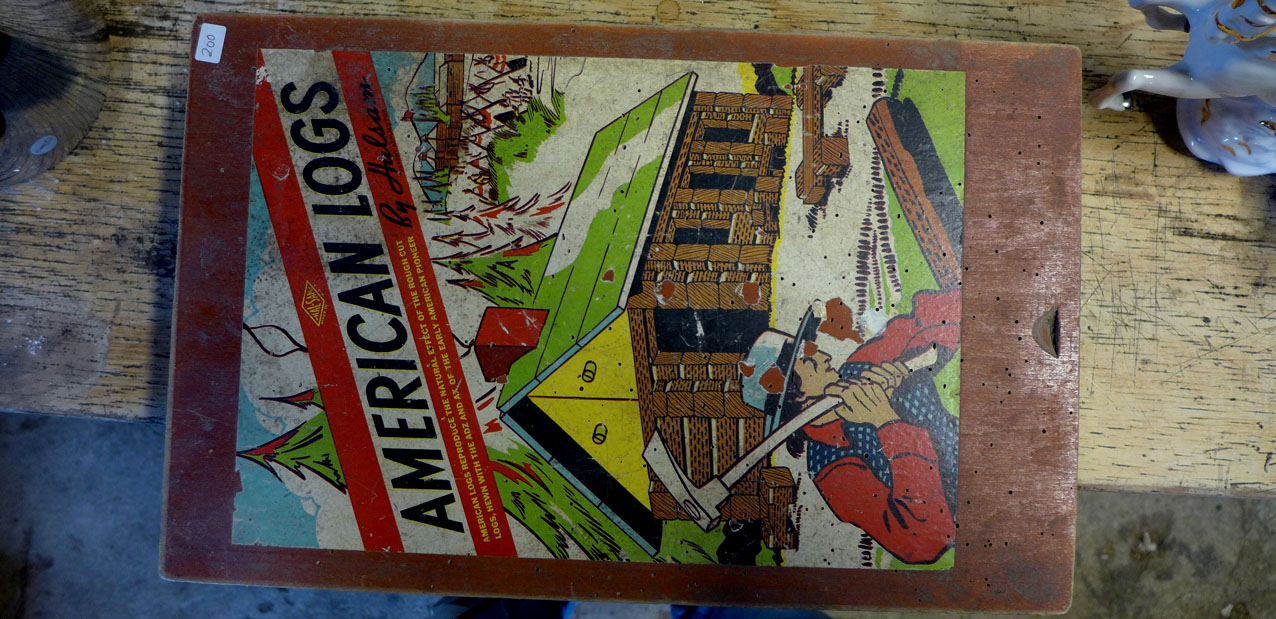 200
AMERICAN LOGS
By Halsam
AMERICAN LOGS REPRODUCE THE NATURAL EFFECT OF THE ROUGH CUT
LOGS, HEWN WITH THE ADZ AND AX OF THE EARLY AMERICAN PIONEER
HALSAM